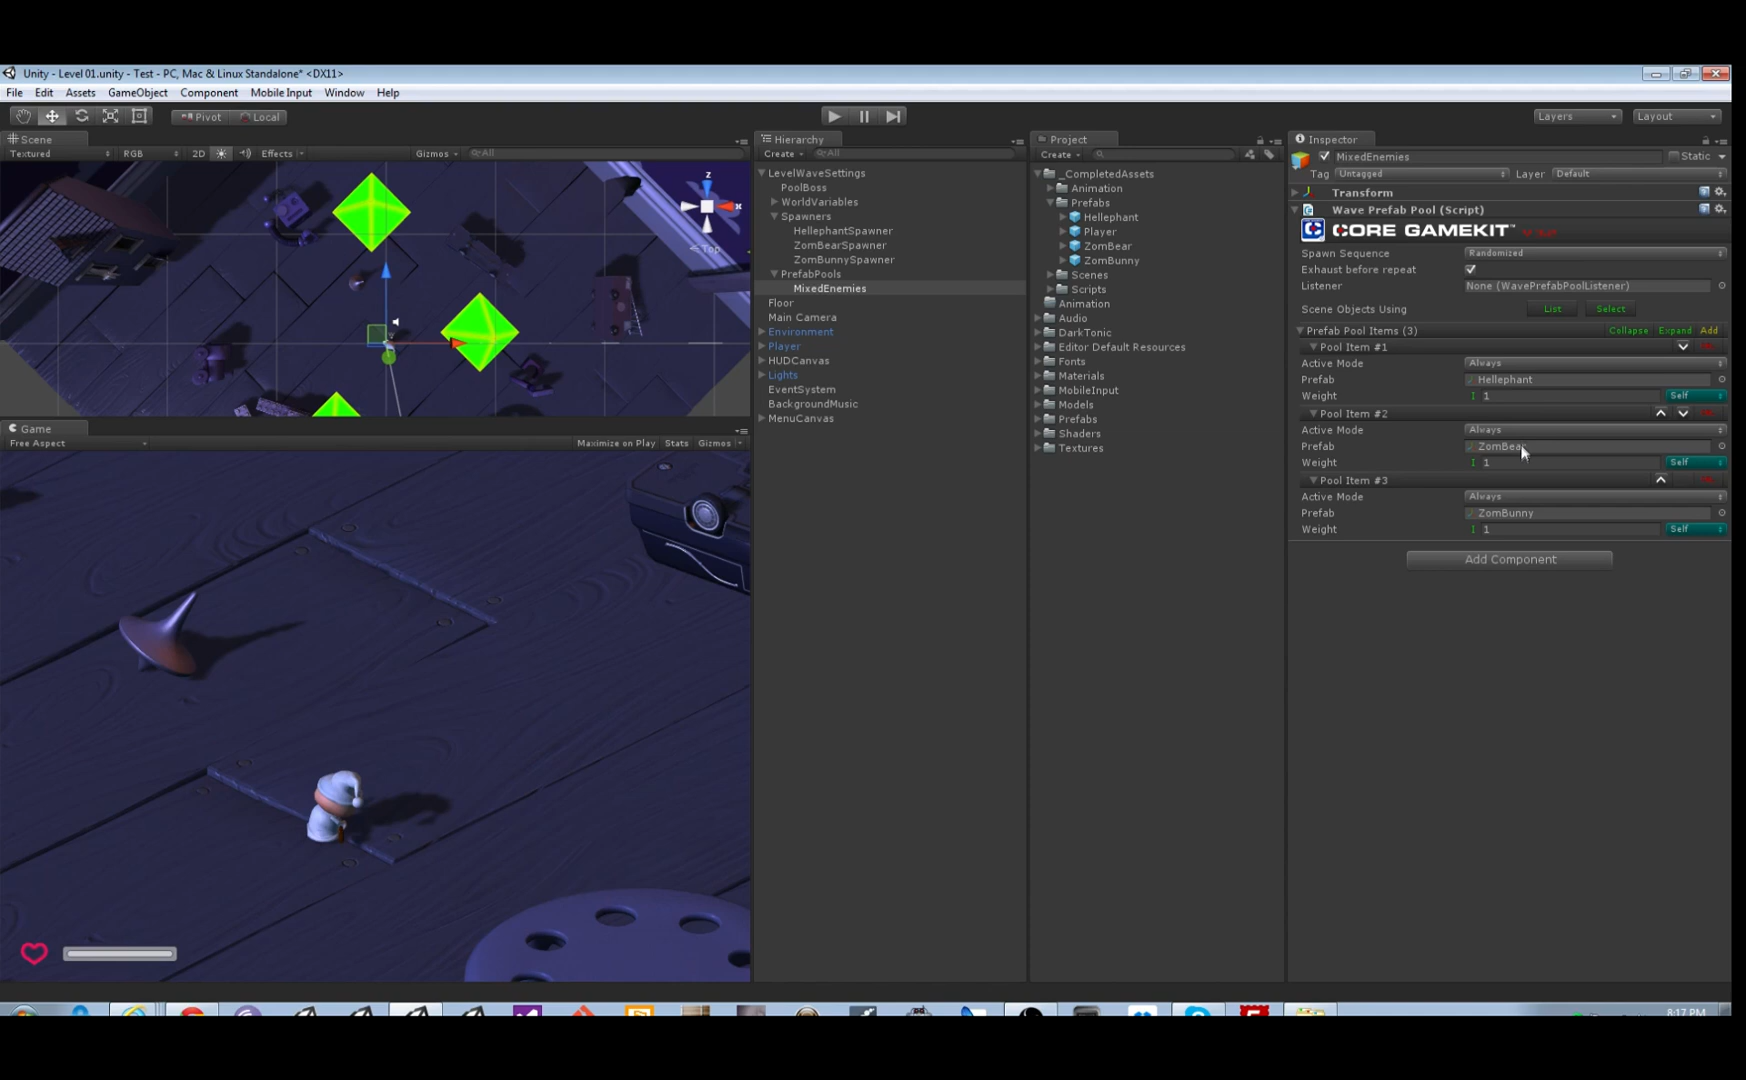 Unity - Level 01.unity - Test - PC, Mac & Linux Standalone* <DX11>
File Edit Assets GameObject Component Mobile Input Window Help
Pivot Local Layers Layout
Scene
Textured RGB 2D Effects Gizmos All
z
x
Top
Game
Free Aspect Maximize on Play Stats Gizmos
Hierarchy
Create All
LevelWaveSettings
PoolBoss
WorldVariables
Spawners
HellephantSpawner
ZomBearSpawner
ZomBunnySpawner
PrefabPools
MixedEnemies
Floor
Main Camera
Environment
Player
HUDCanvas
Lights
EventSystem
BackgroundMusic
MenuCanvas
Project
Create
_CompletedAssets
Animation
Prefabs
Hellephant
Player
ZomBear
ZomBunny
Scenes
Scripts
Animation
Audio
DarkTonic
Editor Default Resources
Fonts
Materials
MobileInput
Models
Prefabs
Shaders
Textures
Inspector
MixedEnemies Static
Tag Untagged Layer Default
Transform
Wave Prefab Pool (Script)
CORE GAMEKIT™
Spawn Sequence Randomized
Exhaust before repeat
Listener None (WavePrefabPoolListener)
Scene Objects Using List Select
Prefab Pool Items (3) Collapse Expand Add
Pool Item #1
Active Mode Always
Prefab Hellephant
Weight 1 Self
Pool Item #2
Active Mode Always
Prefab ZomBear
Weight 1 Self
Pool Item #3
Active Mode Always
Prefab ZomBunny
Weight 1 Self
Add Component
8:17 PM